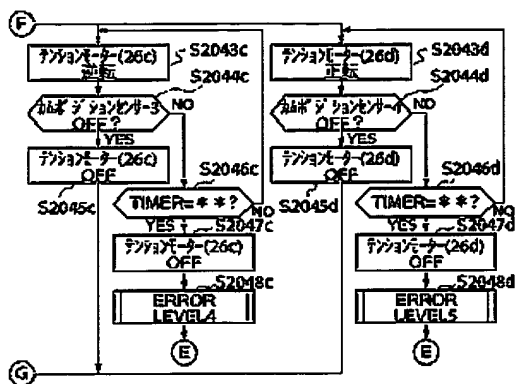 F
テンションモーター(26c)
逆転
S2043c
テンションモーター(26d)
正転
S2043d
S2044c
カムポジションセンサー3
OFF?
NO
S2044d
カムポジションセンサー4
OFF?
NO
YES
テンションモーター(26c)
OFF
S2045c
YES
テンションモーター(26d)
OFF
S2045d
S2046c
TIMER=**?
NO
S2046d
TIMER=**?
NO
YES
S2047c
テンションモーター(26c)
OFF
YES
S2047d
テンションモーター(26d)
OFF
S2048c
ERROR
LEVEL4
S2048d
ERROR
LEVEL5
E
E
G